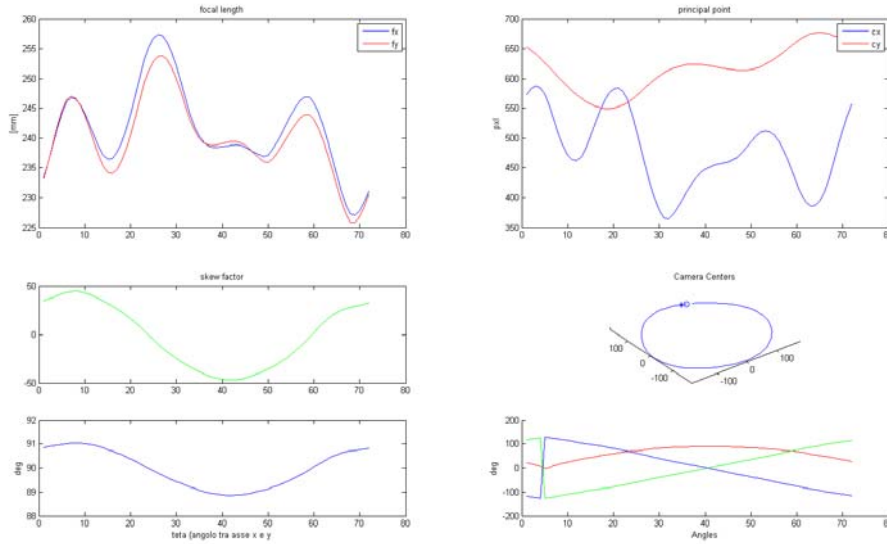 focal length
fx
fy
260
255
250
245
240
235
230
225
[mm]
0 10 20 30 40 50 60 70 80
principal point
cx
cy
700
650
600
550
500
450
400
350
pxl
0 10 20 30 40 50 60 70 80
skew factor
50
0
-50
0 10 20 30 40 50 60 70 80
Camera Centers
100
0
-100
-100
0
100
92
91
90
89
88
deg
0 10 20 30 40 50 60 70 80
teta (angolo tra asse x e y
200
100
0
-100
-200
deg
0 10 20 30 40 50 60 70 80
Angles